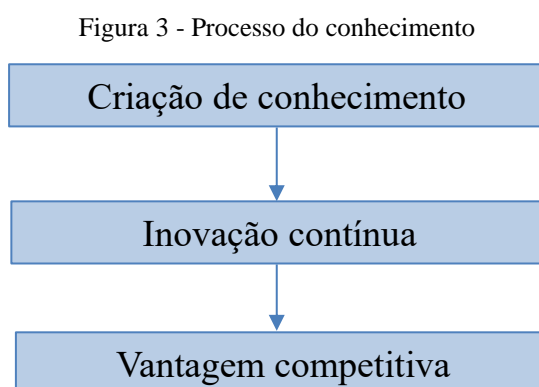 Figura 3 - Processo do conhecimento
Criação de conhecimento
Inovação contínua
Vantagem competitiva